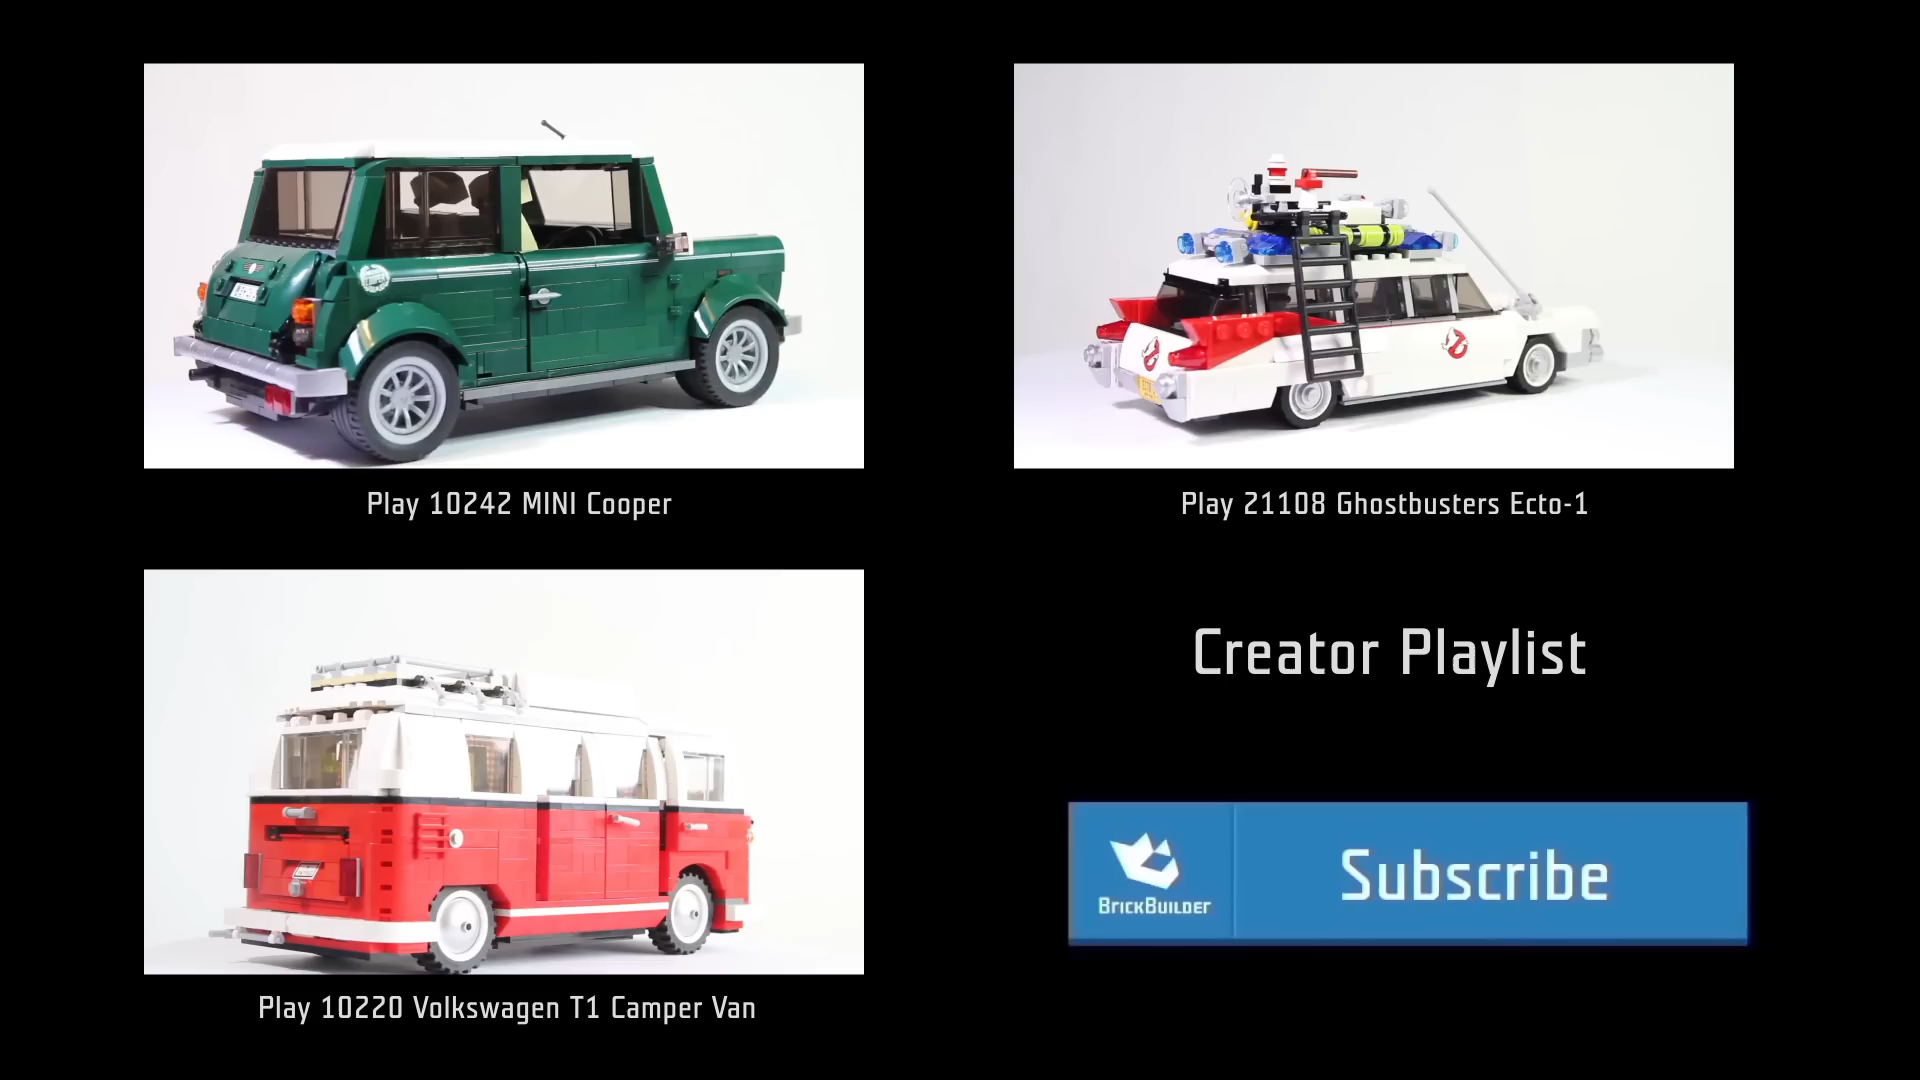 Play 10242 MINI Cooper
Play 21108 Ghostbusters Ecto-1
Play 10220 Volkswagen T1 Camper Van
Creator Playlist
BrickBuilder
Subscribe